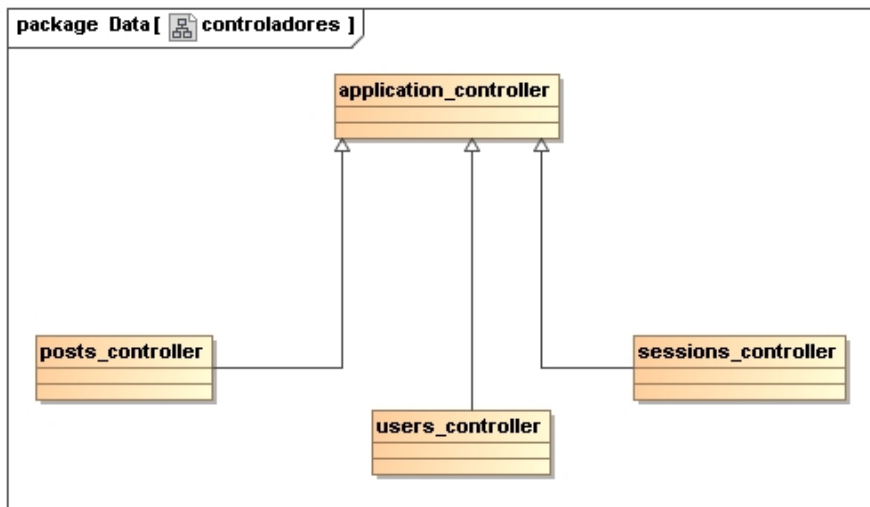 package Data[ controladores ]
application_controller
posts_controller
sessions_controller
users_controller